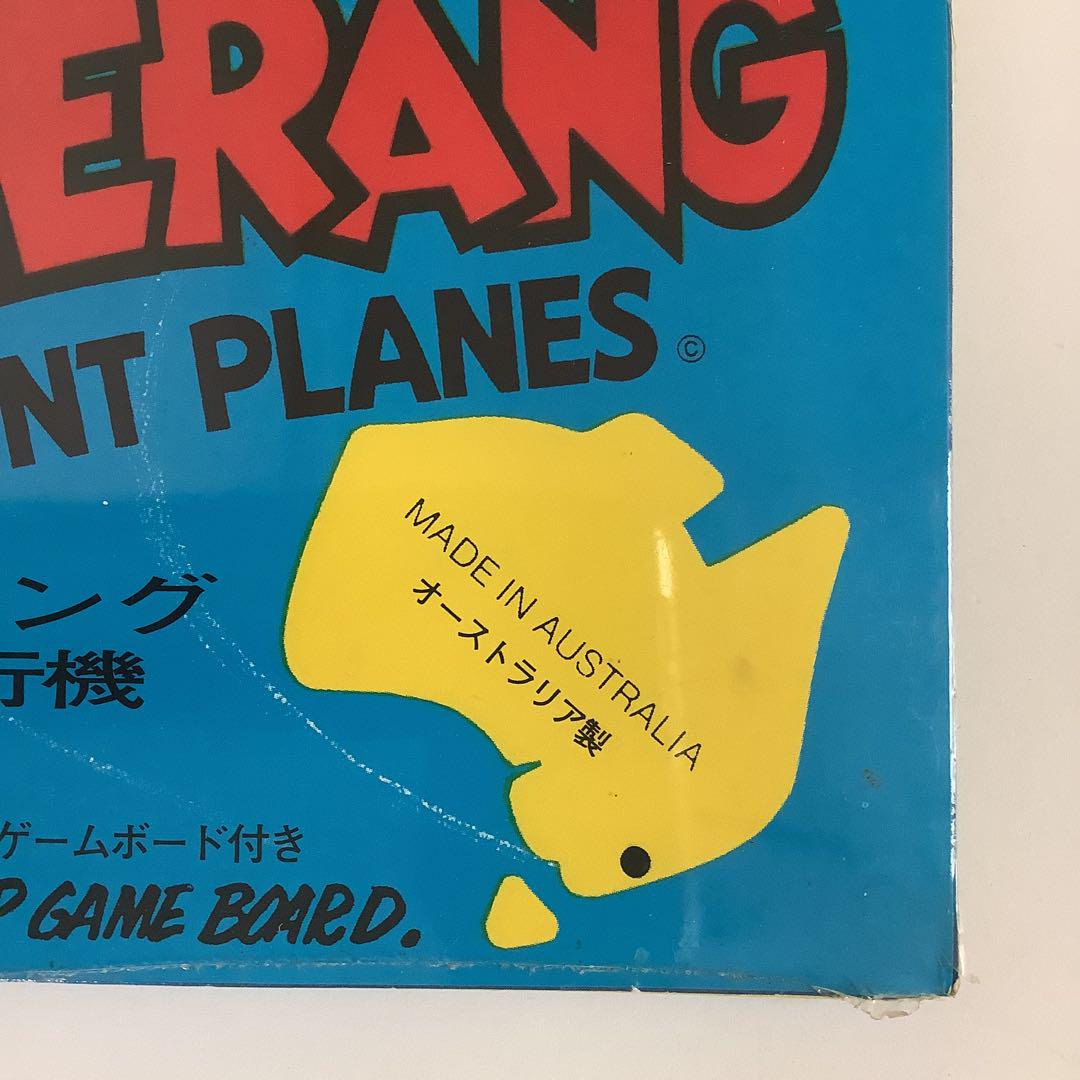 ERANG
NT PLANES ©
ング
行機
MADE IN AUSTRALIA
オーストラリア製
ゲームボード付き
P GAME BOARD.